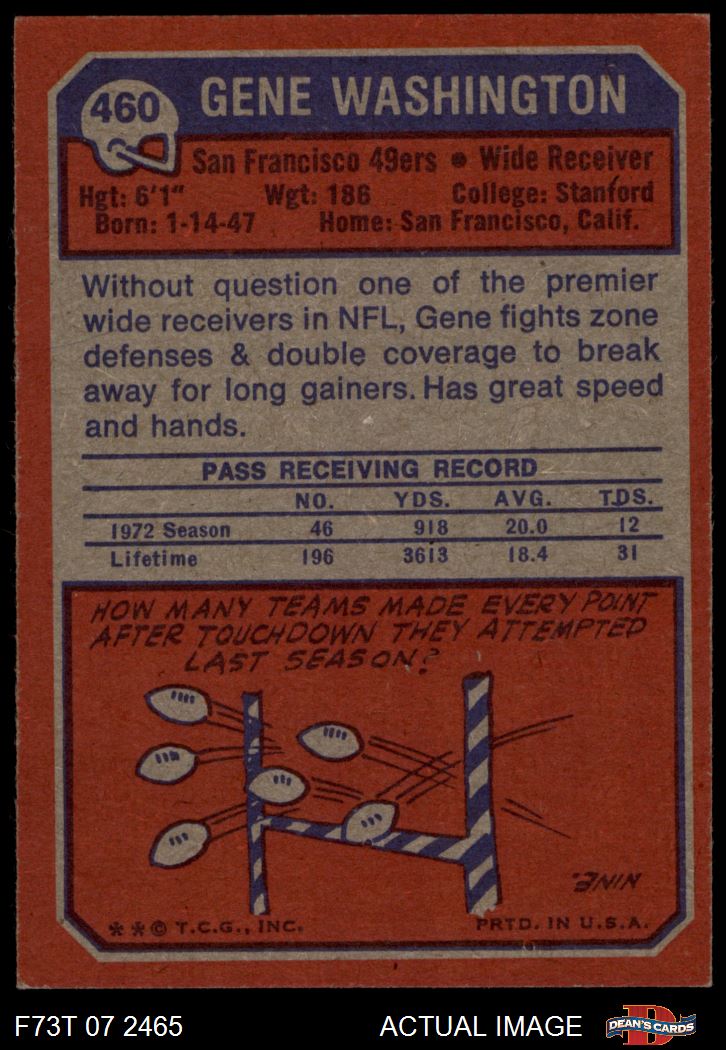 460
GENE WASHINGTON
San Francisco 49ers • Wide Receiver
Hgt: 6'1" Wgt: 186 College: Stanford
Born: 1-14-47 Home: San Francisco, Calif.
Without question one of the premier
wide receivers in NFL, Gene fights zone
defenses & double coverage to break
away for long gainers. Has great speed
and hands.
PASS RECEIVING RECORD
NO. YDS. AVG. TDS.
1972 Season 46 918 20.0 12
Lifetime 196 3613 18.4 31
HOW MANY TEAMS MADE EVERY POINT
AFTER TOUCHDOWN THEY ATTEMPTED
LAST SEASON?
NINE.
**© T.C.G., INC. PRTD. IN U.S.A.
F73T 07 2465 ACTUAL IMAGE D DEAN'S CARDS